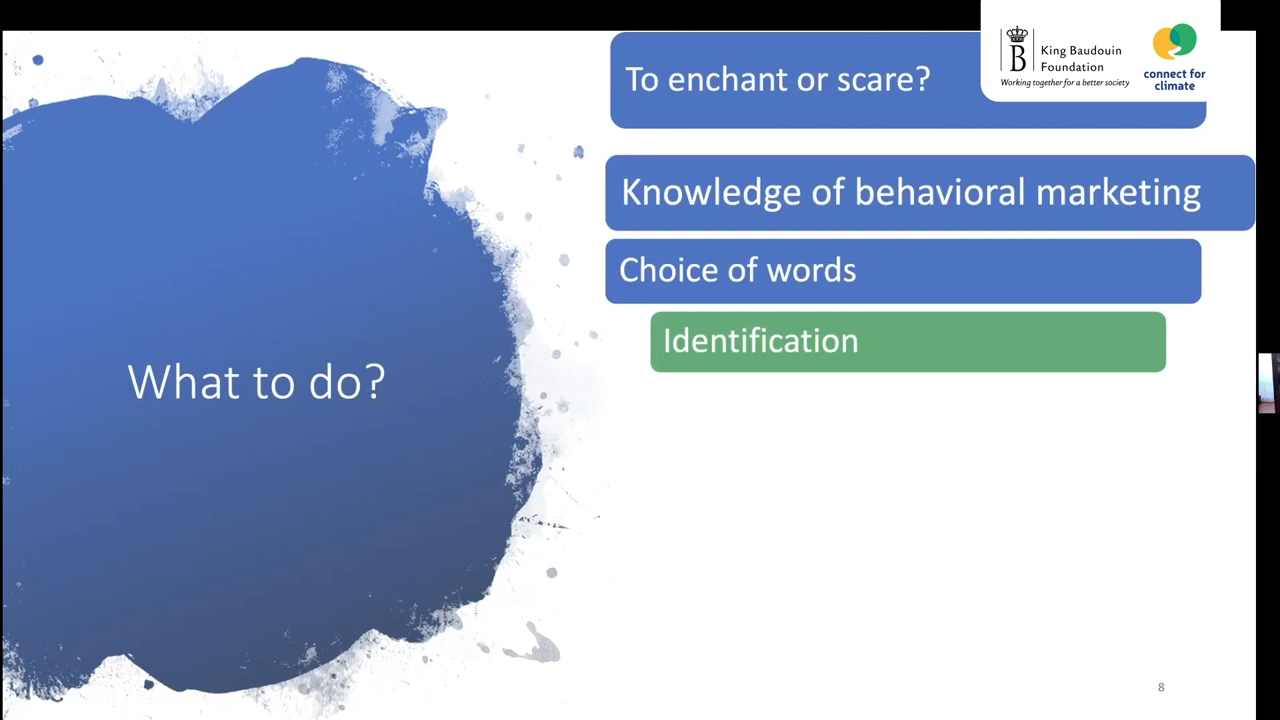 To enchant or scare?
B
King Baudouin
Foundation
Working together for a better society
connect for
climate
Knowledge of behavioral marketing
Choice of words
Identification
What to do?
8